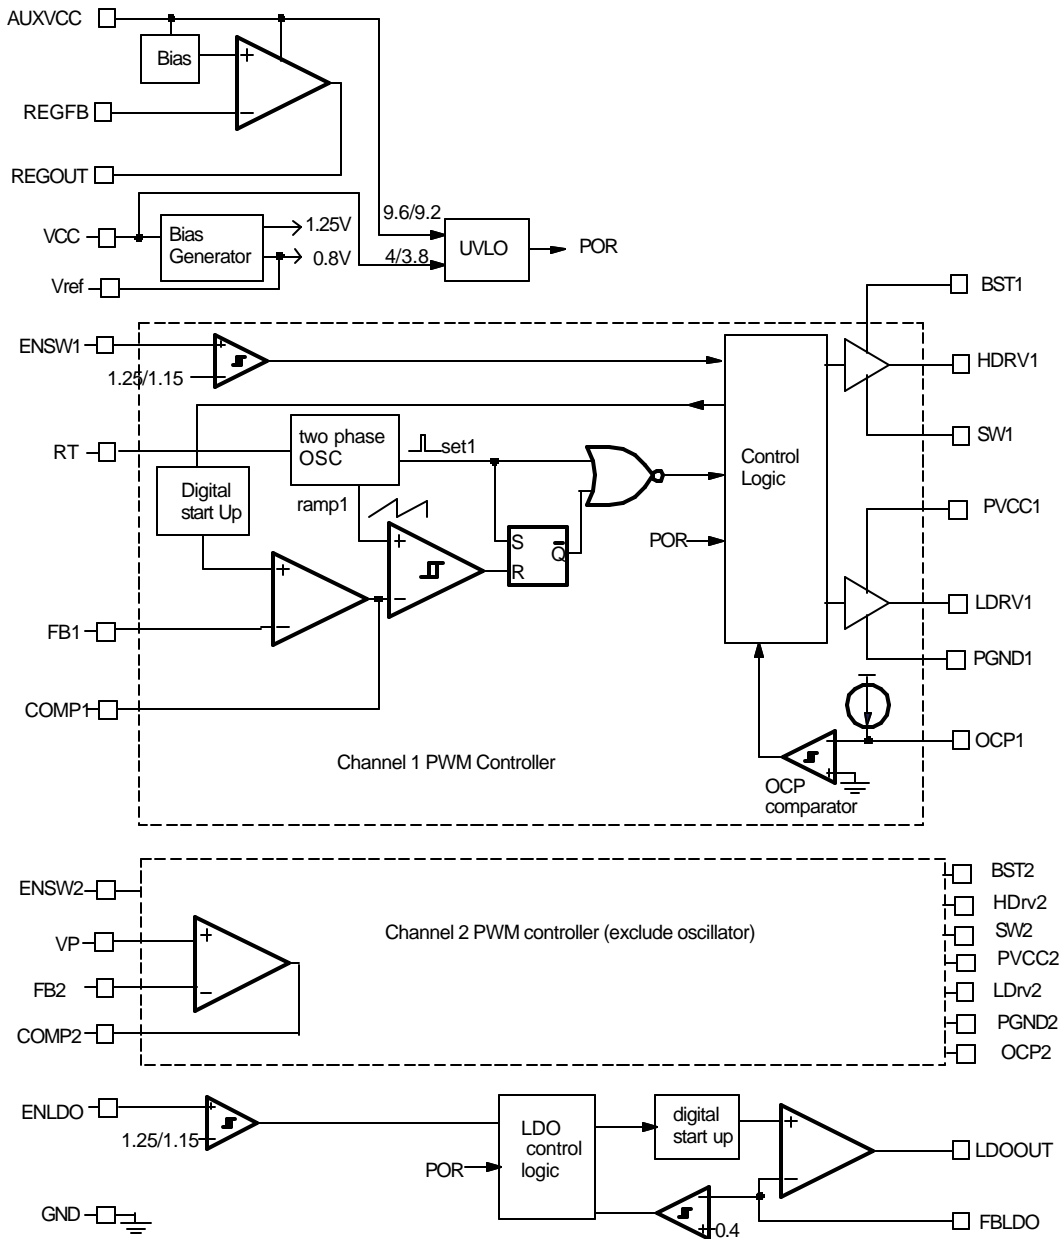 AUXVCC
Bias
+
REGFB
−
REGOUT
9.6/9.2
VCC
Bias
Generator
1.25V
0.8V
4/3.8
UVLO
POR
Vref
BST1
ENSW1
+
1.25/1.15
−
HDRV1
RT
two phase
OSC
set1
SW1
Digital
start Up
ramp1
Control
Logic
PVCC1
+
S
Q
R
POR
+
−
LDRV1
FB1
−
PGND1
COMP1
OCP1
Channel 1 PWM Controller
−
+
OCP
comparator
ENSW2
BST2
HDrv2
VP
+
Channel 2 PWM controller (exclude oscillator)
SW2
PVCC2
FB2
−
LDrv2
COMP2
PGND2
OCP2
ENLDO
+
1.25/1.15
−
LDO
control
logic
digital
start up
+
LDOOUT
POR
−
GND
−
+0.4
FBLDO